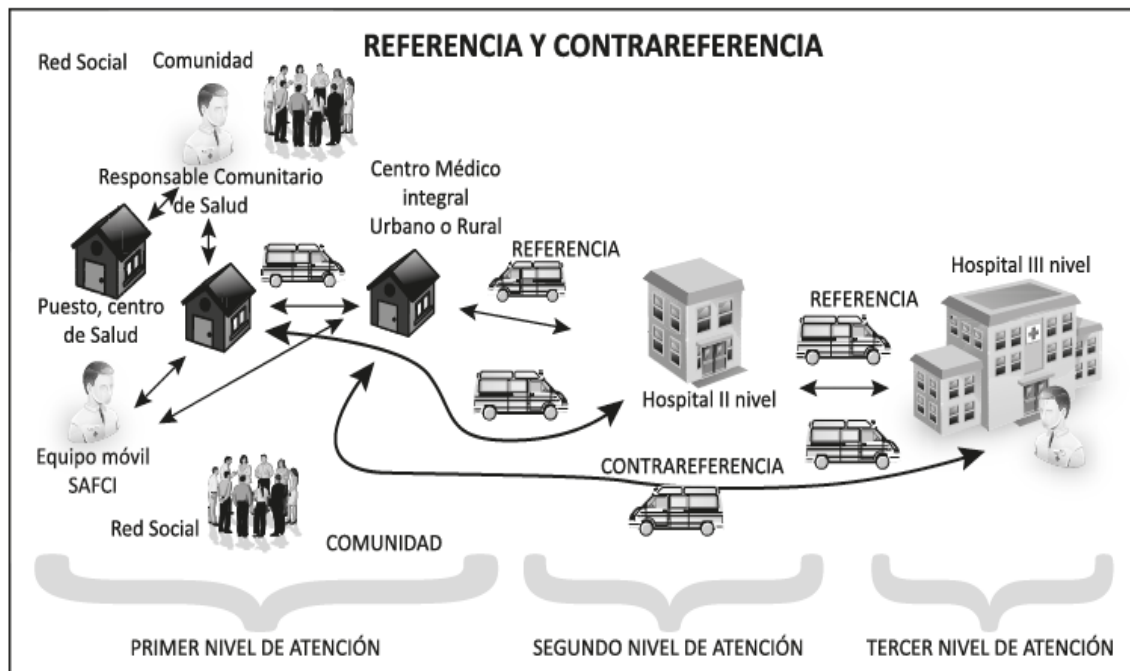 REFERENCIA Y CONTRAREFERENCIA
Red Social
Comunidad
Responsable Comunitario
de Salud
Centro Médico
integral
Urbano o Rural
REFERENCIA
Hospital III nivel
REFERENCIA
Puesto, centro
de Salud
Hospital II nivel
Equipo móvil
SAFCI
CONTRAREFERENCIA
Red Social
COMUNIDAD
PRIMER NIVEL DE ATENCIÓN
SEGUNDO NIVEL DE ATENCIÓN
TERCER NIVEL DE ATENCIÓN